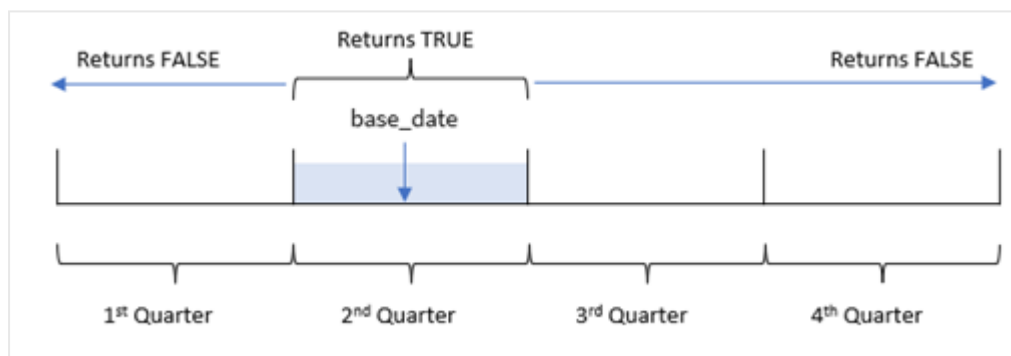 Returns TRUE
Returns FALSE
Returns FALSE
base_date
1st Quarter
2nd Quarter
3rd Quarter
4th Quarter